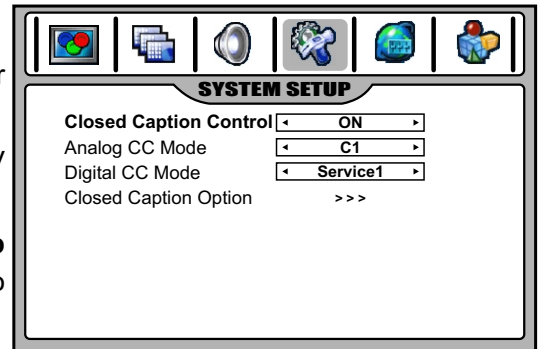 SYSTEM SETUP
Closed Caption Control ◂ ON ▸
Analog CC Mode ◂ C1 ▸
Digital CC Mode ◂ Service1 ▸
Closed Caption Option >>>